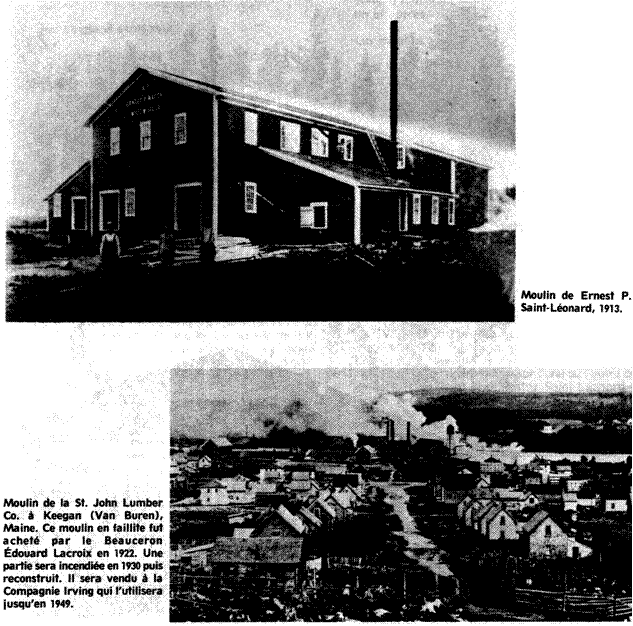 Moulin de Ernest P.
Saint-Léonard, 1913.
Moulin de la St. John Lumber
Co. à Keegan (Van Buren),
Maine. Ce moulin en faillite fut
acheté par le Beauceron
Édouard Lacroix en 1922. Une
partie sera incendiée en 1930 puis
reconstruit. Il sera vendu à la
Compagnie Irving qui l'utilisera
jusqu'en 1949.